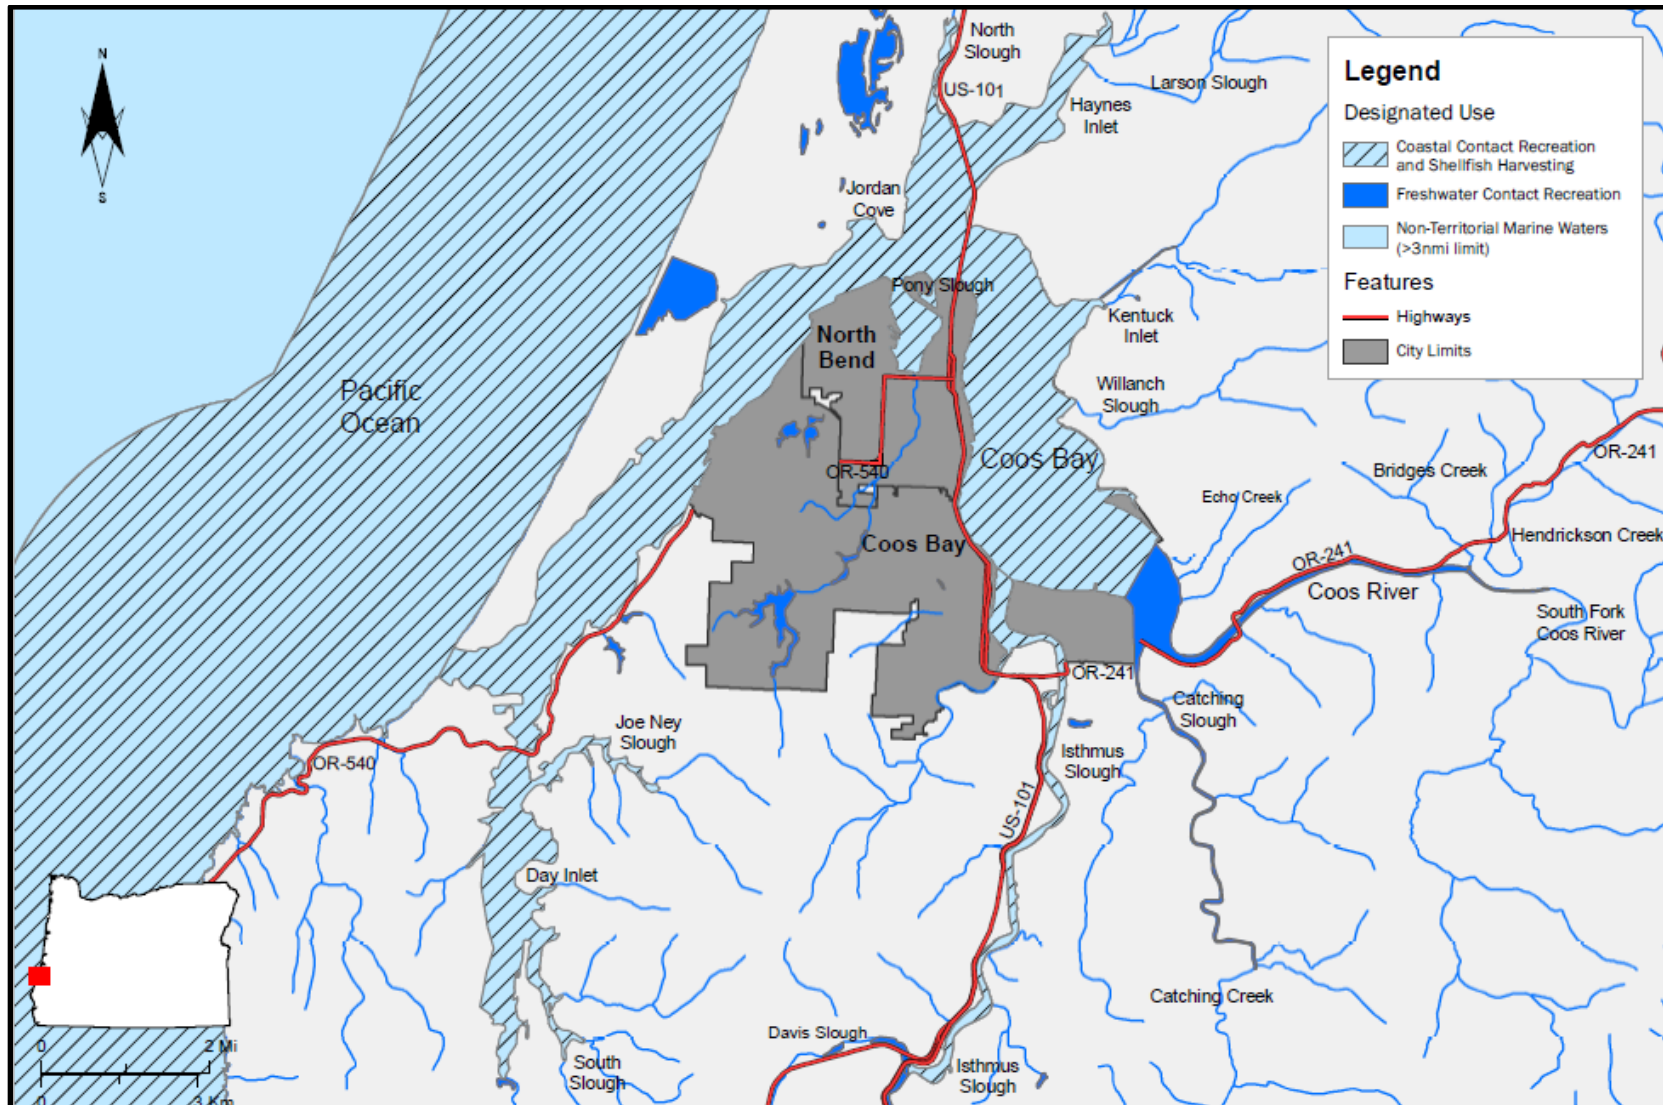 N
S
North
Slough
US-101
Larson Slough
Haynes
Inlet
Jordan
Cove
Legend
Designated Use
Coastal Contact Recreation
and Shellfish Harvesting
Freshwater Contact Recreation
Non-Territorial Marine Waters
(>3nmi limit)
Features
Highways
City Limits
Pony Slough
Kentuck
Inlet
North
Bend
Willanch
Slough
Pacific
Ocean
Coos Bay
OR-540
Bridges Creek
OR-241
Echo Creek
Hendrickson Creek
Coos Bay
OR-241
Coos River
South Fork
Coos River
OR-241
Catching
Slough
Joe Ney
Slough
Isthmus
Slough
OR-540
US-101
Day Inlet
Catching Creek
Davis Slough
South
Slough
Isthmus
Slough
0 2 Mi
0 3 Km